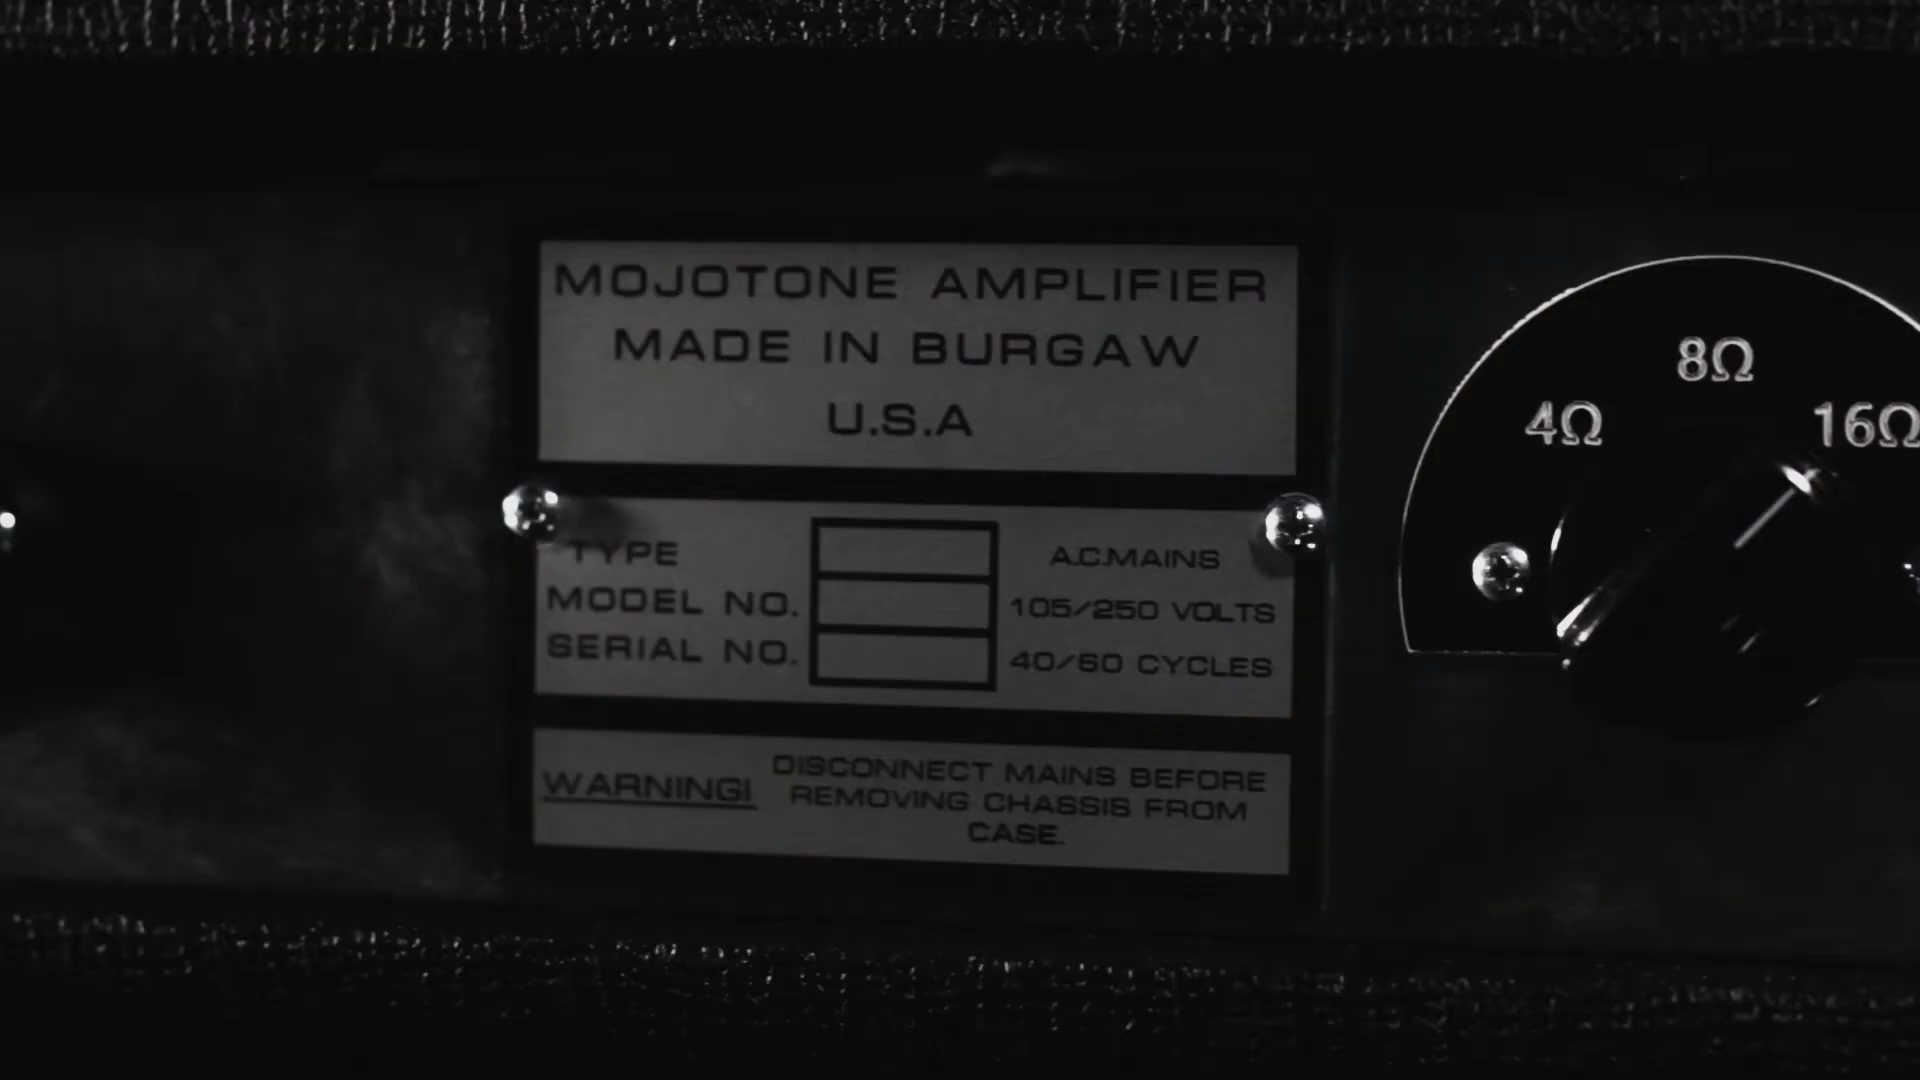 MOJOTONE AMPLIFIER
MADE IN BURGAW
U.S.A
TYPE
MODEL NO.
SERIAL NO.
A.C.MAINS
105/250 VOLTS
40/60 CYCLES
WARNING!
DISCONNECT MAINS BEFORE
REMOVING CHASSIS FROM
CASE.
4Ω
8Ω
16Ω